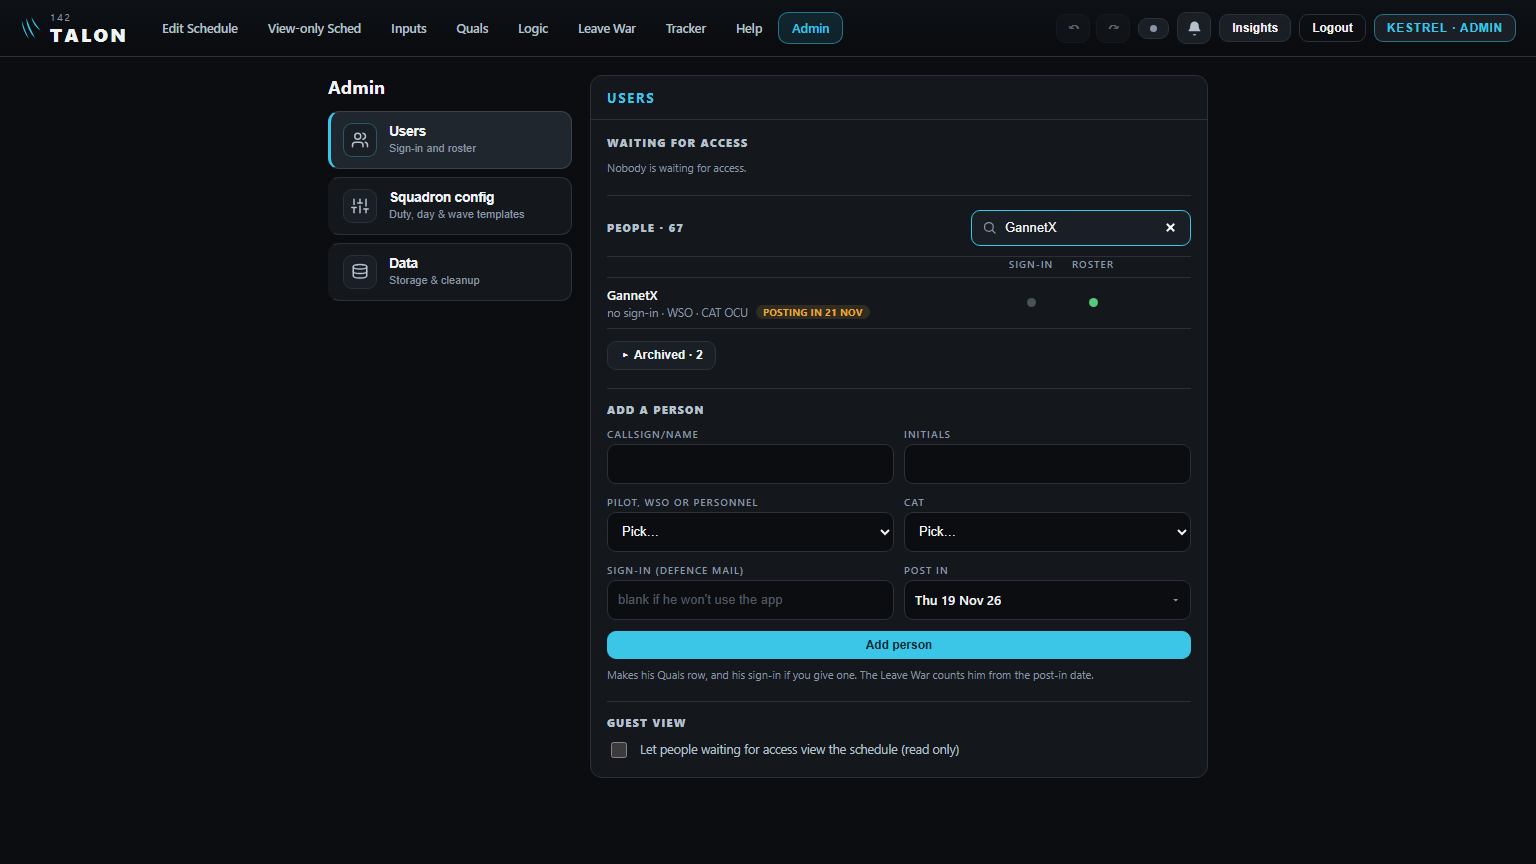 142
TALON
Edit Schedule
View-only Sched
Inputs
Quals
Logic
Leave War
Tracker
Help
Admin
Insights
Logout
KESTREL · ADMIN
Admin
Users
Sign-in and roster
Squadron config
Duty, day & wave templates
Data
Storage & cleanup
USERS
WAITING FOR ACCESS
Nobody is waiting for access.
PEOPLE · 67
GannetX
SIGN-IN ROSTER
GannetX
no sign-in · WSO · CAT OCU POSTING IN 21 NOV
Archived · 2
ADD A PERSON
CALLSIGN/NAME
INITIALS
PILOT, WSO OR PERSONNEL
CAT
Pick...
Pick...
SIGN-IN (DEFENCE MAIL)
POST IN
blank if he won't use the app
Thu 19 Nov 26
Add person
Makes his Quals row, and his sign-in if you give one. The Leave War counts him from the post-in date.
GUEST VIEW
Let people waiting for access view the schedule (read only)